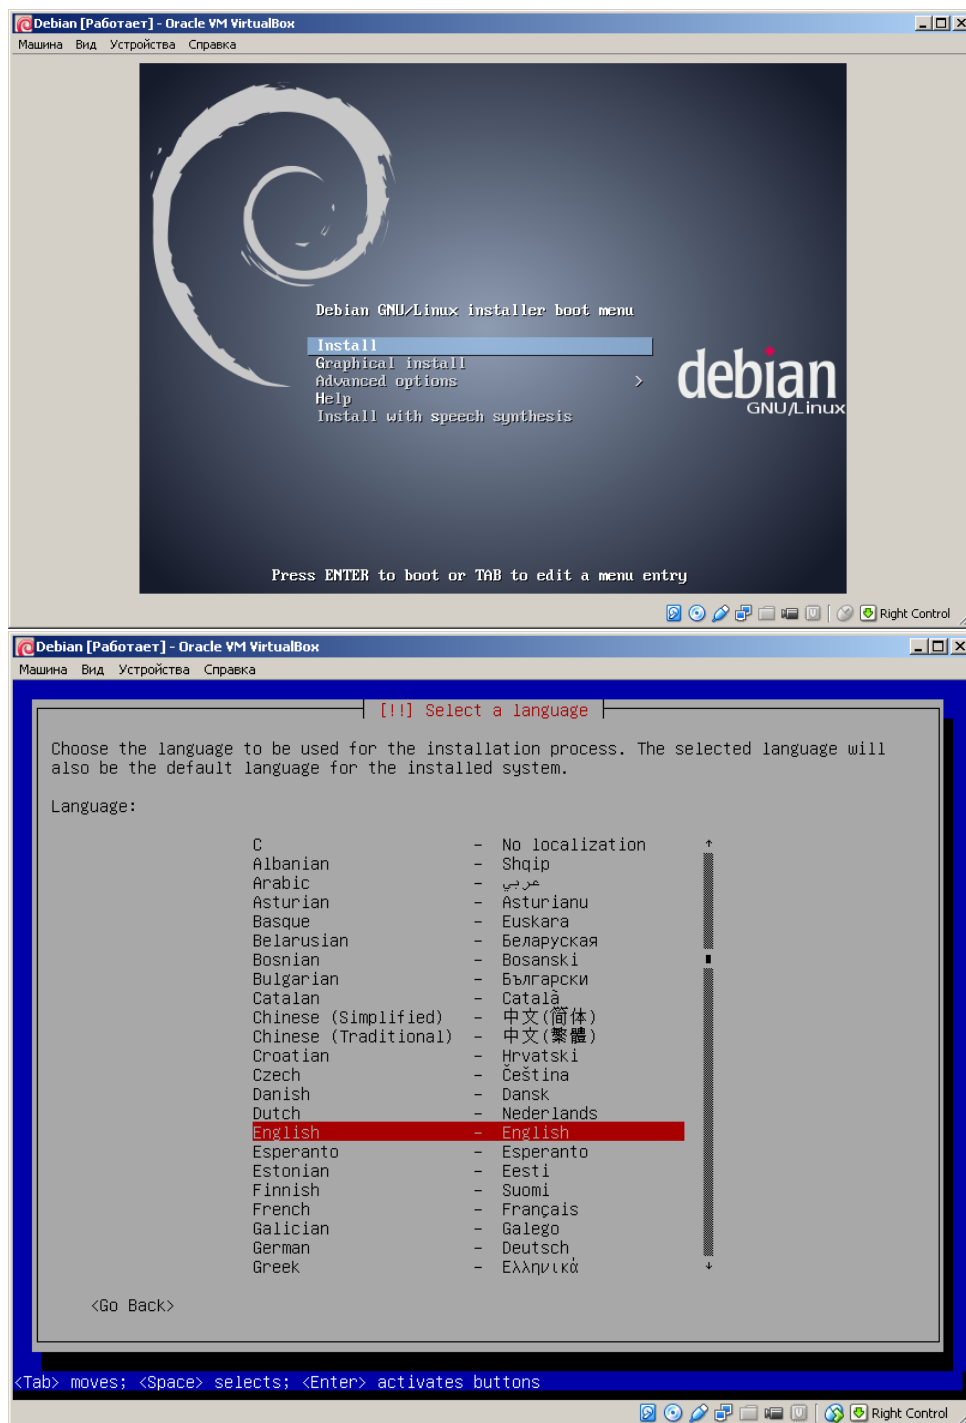 Debian [Работает] - Oracle VM VirtualBox
Машина Вид Устройства Справка
Debian GNU/Linux installer boot menu
Install
Graphical install
Advanced options >
Help
Install with speech synthesis
debian
GNU/Linux
Press ENTER to boot or TAB to edit a menu entry
Right Control
Debian [Работает] - Oracle VM VirtualBox
Машина Вид Устройства Справка
[!!] Select a language
Choose the language to be used for the installation process. The selected language will
also be the default language for the installed system.
Language:
C - No localization
Albanian - Shqip
Arabic - عربي
Asturian - Asturianu
Basque - Euskara
Belarusian - Беларуская
Bosnian - Bosanski
Bulgarian - Български
Catalan - Català
Chinese (Simplified) - 中文(简体)
Chinese (Traditional) - 中文(繁體)
Croatian - Hrvatski
Czech - Čeština
Danish - Dansk
Dutch - Nederlands
English - English
Esperanto - Esperanto
Estonian - Eesti
Finnish - Suomi
French - Français
Galician - Galego
German - Deutsch
Greek - Ελληνικά
<Go Back>
<Tab> moves; <Space> selects; <Enter> activates buttons
Right Control